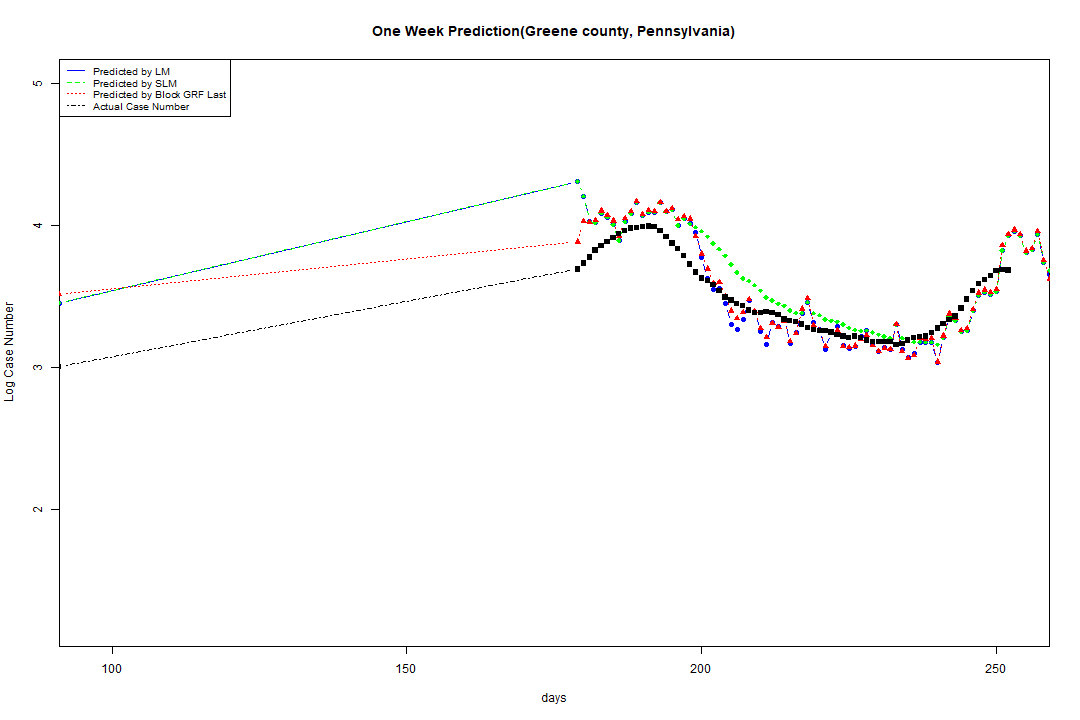 One Week Prediction(Greene county, Pennsylvania)
Predicted by LM
Predicted by SLM
Predicted by Block GRF Last
Actual Case Number
5
4
3
2
Log Case Number
100 150 200 250
days